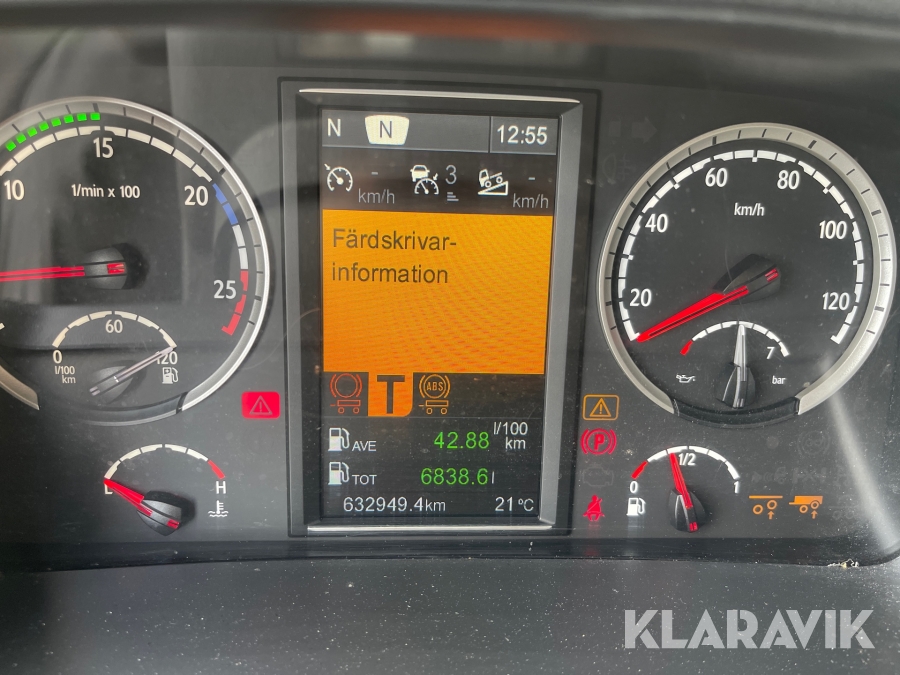 N N 12:55
- 3 -
km/h km/h
Färdskrivar-
information
T ABS
AVE 42.88 l/100 km
TOT 6838.6 l
632949.4km 21 °C
10 15 20 25
1/min x 100
0 60 120
l/100
km
H
20 40 60 80 100 120
km/h
7
bar
P
0 1/2 1
KLARAVIK